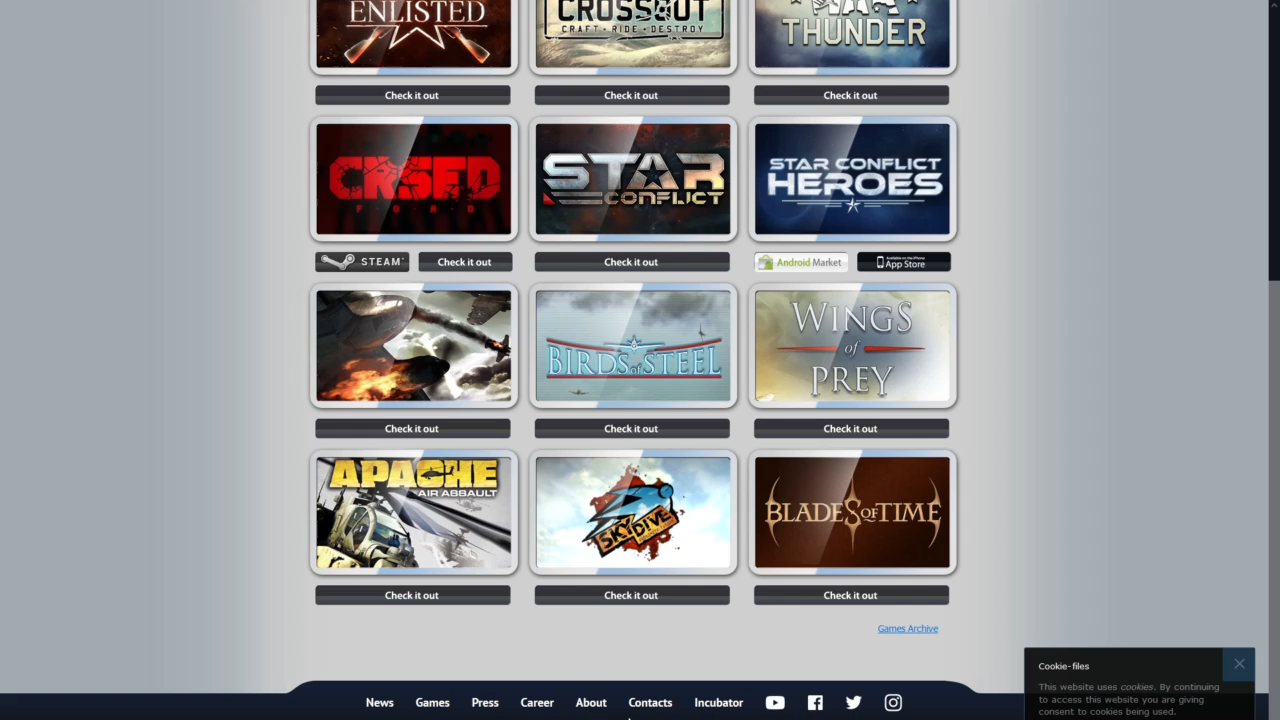 ENLISTED
CROSSOUT
CRAFT • RIDE • DESTROY
THUNDER
Check it out
Check it out
Check it out
CRSED
F.O.A.D
STAR
CONFLICT
STAR CONFLICT
HEROES
STEAM
Check it out
Check it out
Android Market
Available on the iPhone
App Store
BIRDS of STEEL
WINGS
of
PREY
Check it out
Check it out
Check it out
APACHE
AIR ASSAULT
SKYDIVE
BLADES OF TIME
Check it out
Check it out
Check it out
Games Archive
Cookie-files
This website uses cookies. By continuing
to access this website you are giving
consent to cookies being used.
News
Games
Press
Career
About
Contacts
Incubator